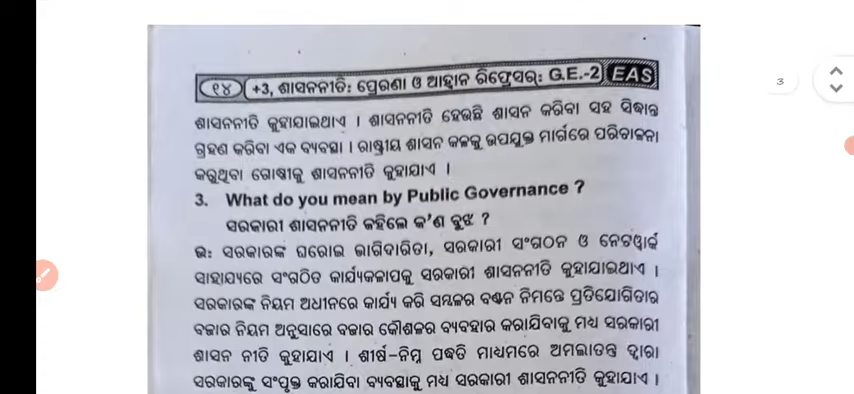 ୧୪ +3, ଶାସନନୀତି: ପ୍ରେରଣା ଓ ଆହ୍ୱାନ ରିଫ୍ରେସର୍: G.E.-2 EAS
ଶାସନନୀତି କୁହାଯାଇଥାଏ । ଶାସନନୀତି ହେଉଛି ଶାସନ କରିବା ସହ ସିଦ୍ଧାନ୍ତ
ଗ୍ରହଣ କରିବା ଏକ ବ୍ୟବସ୍ଥା । ରାଷ୍ଟ୍ରୀୟ ଶାସନ କଳକୁ ଉପଯୁକ୍ତ ମାର୍ଗରେ ପରିଚାଳନା
କରୁଥିବା ଗୋଷ୍ଠୀକୁ ଶାସନନୀତି କୁହାଯାଏ ।
3. What do you mean by Public Governance ?
ସରକାରୀ ଶାସନନୀତି କହିଲେ କ'ଣ ବୁଝ ?
ଉ: ସରକାରଙ୍କ ଘରୋଇ ଭାଗିଦାରିତା, ସରକାରୀ ସଂଗଠନ ଓ ନେଟୱାର୍କ
ସାହାଯ୍ୟରେ ସଂଗଠିତ କାର୍ଯ୍ୟକଳାପକୁ ସରକାରୀ ଶାସନନୀତି କୁହାଯାଇଥାଏ ।
ସରକାରଙ୍କ ନିୟମ ଅଧୀନରେ କାର୍ଯ୍ୟ କରି ସମ୍ବଳର ବଣ୍ଟନ ନିମନ୍ତେ ପ୍ରତିଯୋଗିତାର
ବଜାର ନିୟମ ଅନୁସାରେ ବଜାର କୌଶଳର ବ୍ୟବହାର କରାଯିବାକୁ ମଧ୍ୟ ସରକାରୀ
ଶାସନ ନୀତି କୁହାଯାଏ । ଶୀର୍ଷ-ନିମ୍ନ ପଦ୍ଧତି ମାଧ୍ୟମରେ ଅମଲାତନ୍ତ୍ର ଦ୍ୱାରା
ସରକାରଙ୍କୁ ସଂପୃକ୍ତ କରାଯିବା ବ୍ୟବସ୍ଥାକୁ ମଧ୍ୟ ସରକାରୀ ଶାସନନୀତି କୁହାଯାଏ ।
3